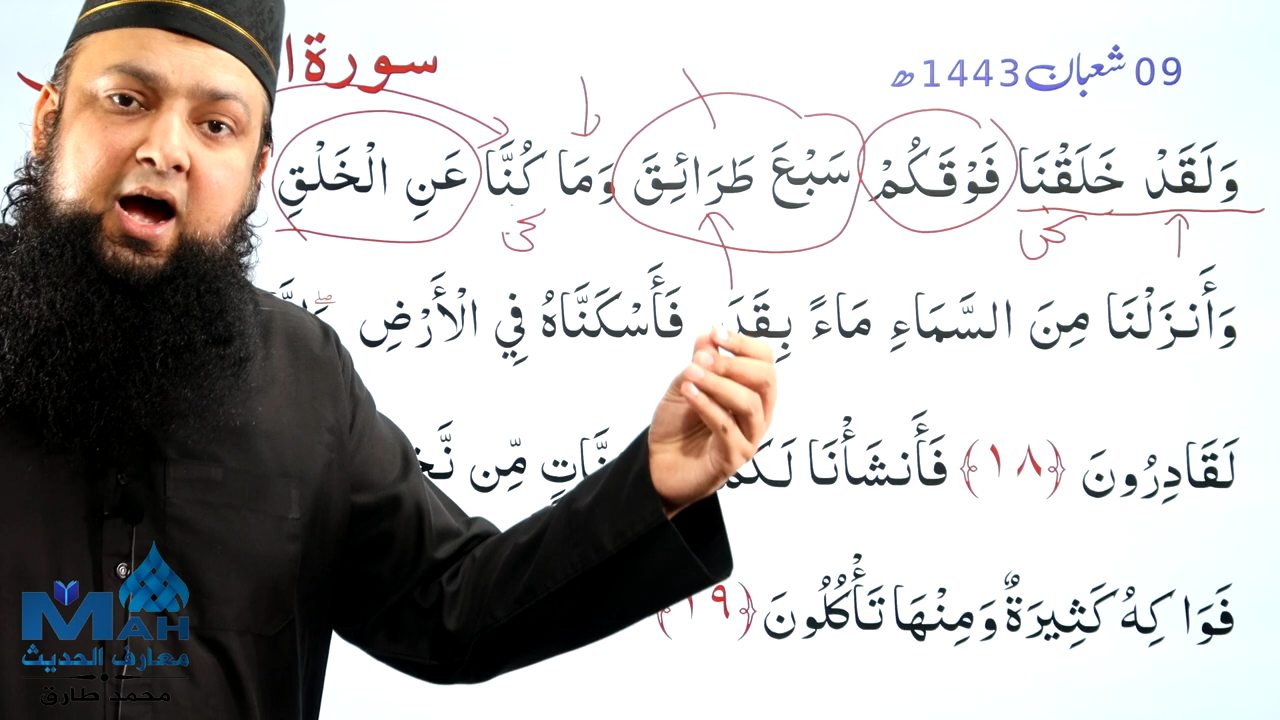 سورة
09 شعبان 1443ھ
وَلَقَدْ خَلَقْنَا فَوْقَكُمْ سَبْعَ طَرَائِقَ وَمَا كُنَّا عَنِ الْخَلْقِ
وَأَنزَلْنَا مِنَ السَّمَاءِ مَاءً فَأَسْكَنَّاهُ فِي الْأَرْضِ ۖ
لَقَادِرُونَ ﴿١٨﴾ فَأَنشَأْنَا مِّن
فَوَاكِهُ كَثِيرَةٌ وَمِنْهَا تَأْكُلُونَ ﴿١٩﴾
MAH
معارف الحديث
محمد طارق